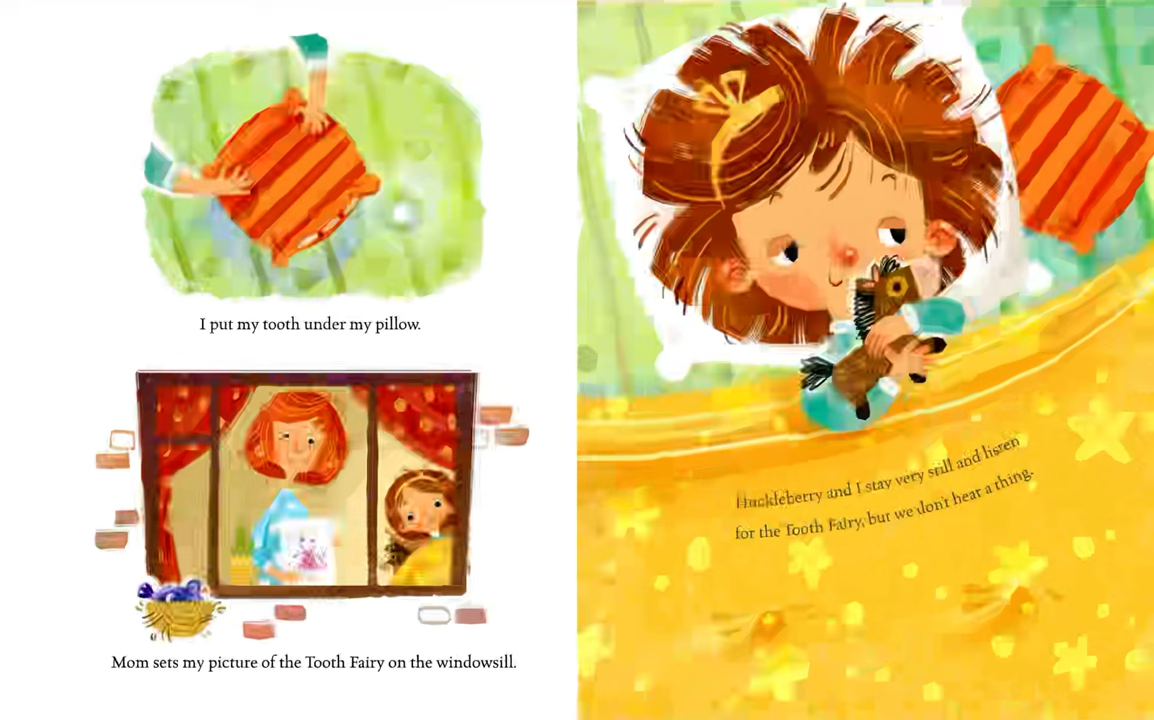 I put my tooth under my pillow.
Mom sets my picture of the Tooth Fairy on the windowsill.
Huckleberry and I stay very still and listen
for the Tooth Fairy, but we don't hear a thing.